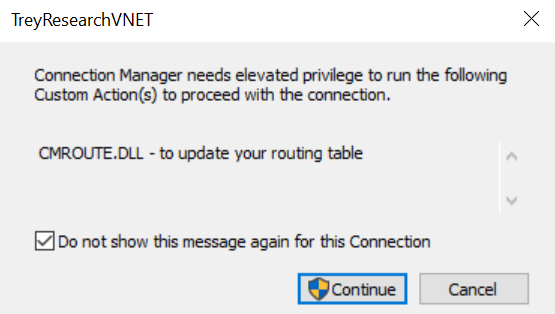 TreyResearchVNET
Connection Manager needs elevated privilege to run the following
Custom Action(s) to proceed with the connection.
CMROUTE.DLL - to update your routing table
Do not show this message again for this Connection
Continue
Cancel